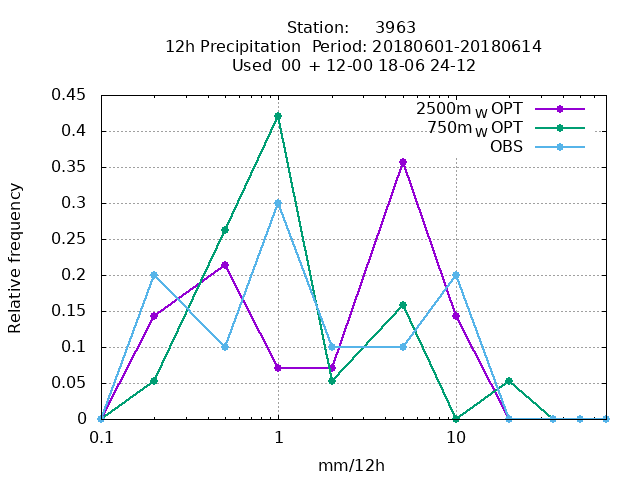 Station: 3963
12h Precipitation Period: 20180601-20180614
Used 00 + 12-00 18-06 24-12
2500m W OPT
750m W OPT
OBS
Relative frequency
0.45
0.4
0.35
0.3
0.25
0.2
0.15
0.1
0.05
0
0.1 1 10
mm/12h